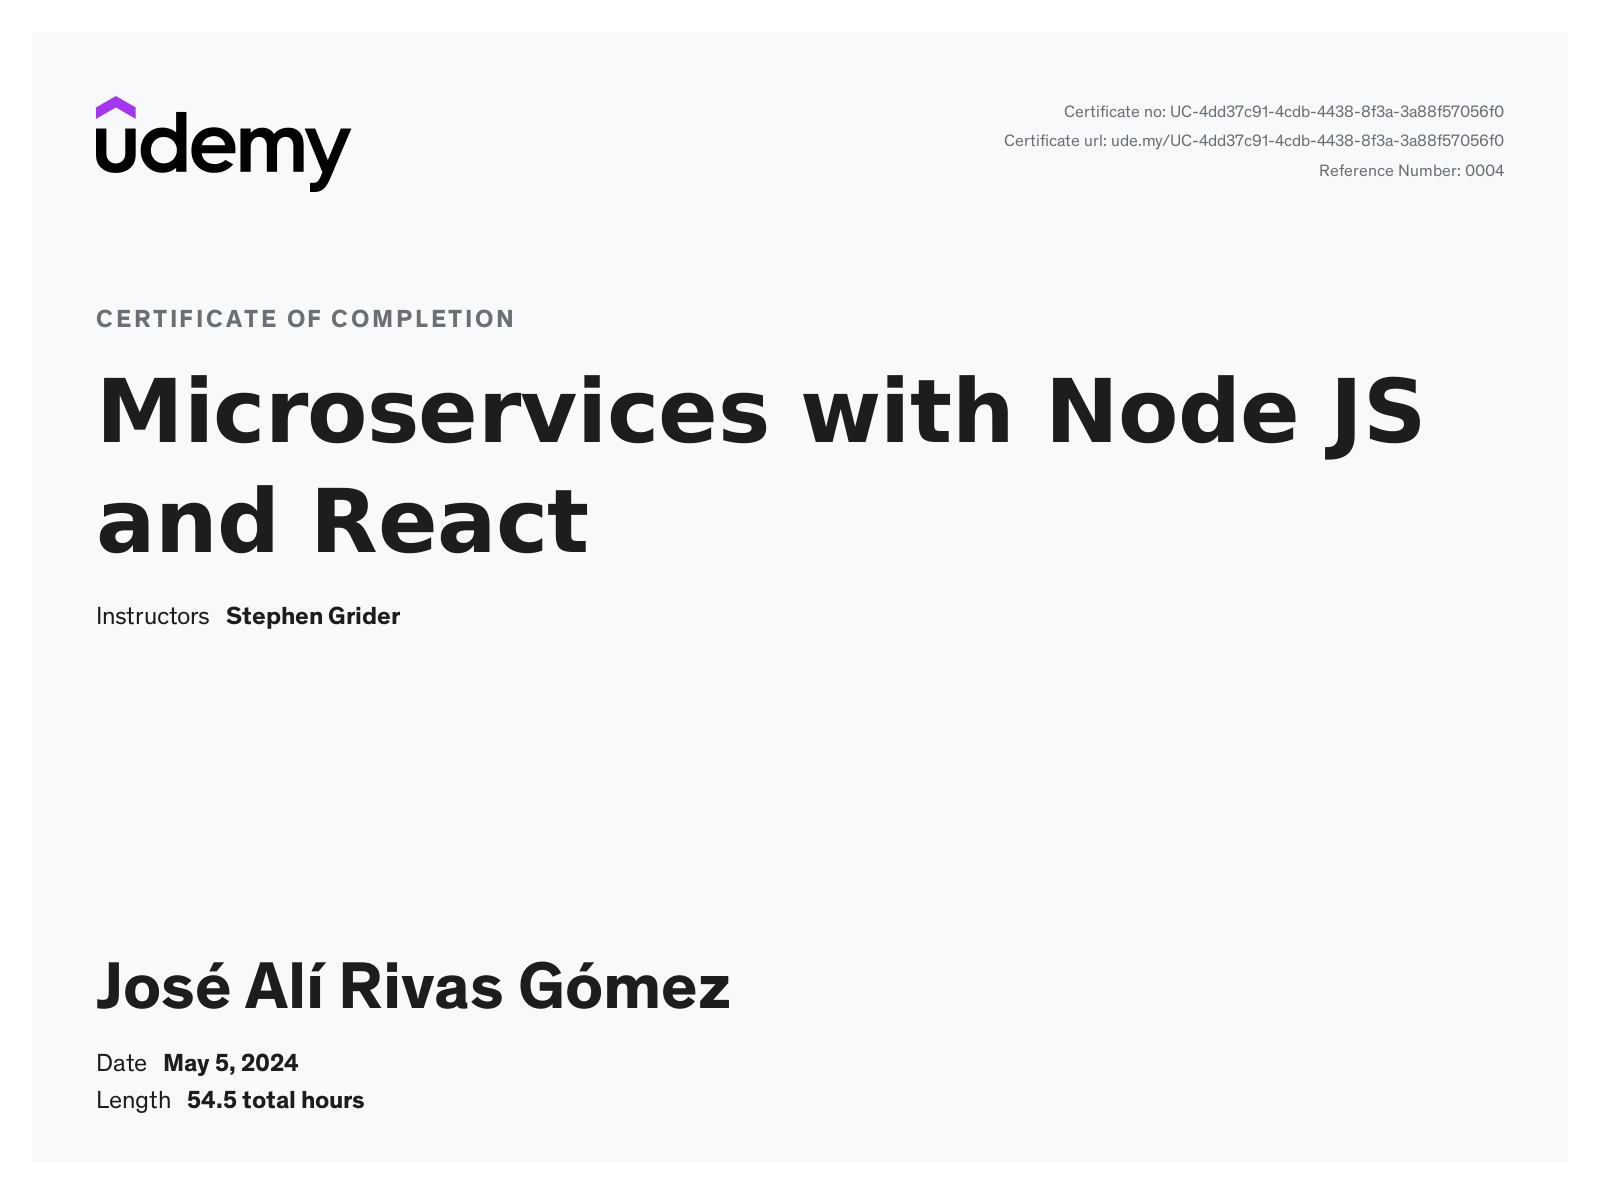 udemy
Certificate no: UC-4dd37c91-4cdb-4438-8f3a-3a88f57056f0
Certificate url: ude.my/UC-4dd37c91-4cdb-4438-8f3a-3a88f57056f0
Reference Number: 0004
CERTIFICATE OF COMPLETION
Microservices with Node JS
and React
Instructors Stephen Grider
José Alí Rivas Gómez
Date May 5, 2024
Length 54.5 total hours